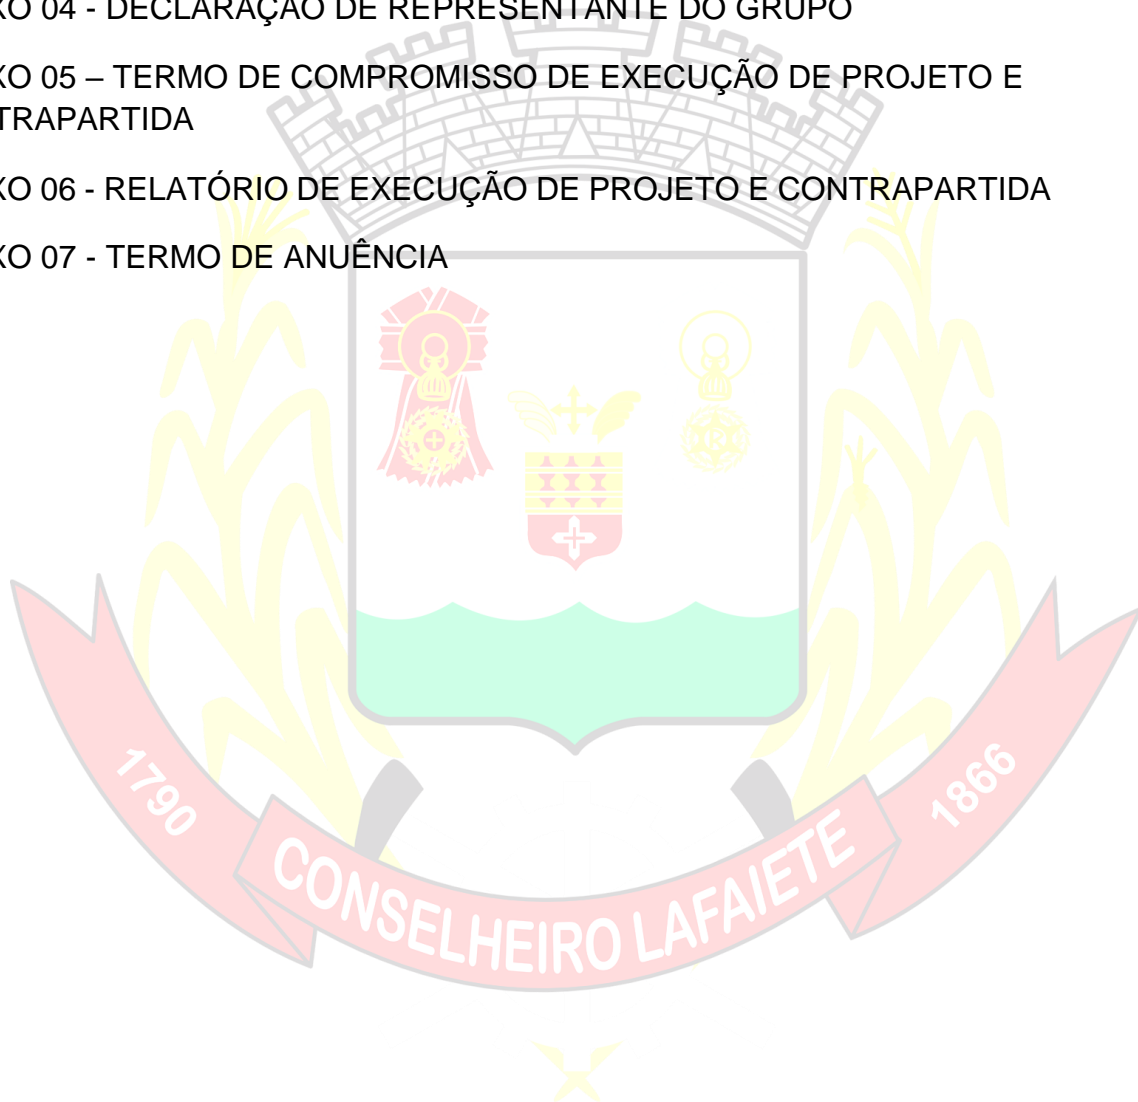 XO 04 - DECLARAÇÃO DE REPRESENTANTE DO GRUPO
XO 05 – TERMO DE COMPROMISSO DE EXECUÇÃO DE PROJETO E
TRAPARTIDA
XO 06 - RELATÓRIO DE EXECUÇÃO DE PROJETO E CONTRAPARTIDA
XO 07 - TERMO DE ANUÊNCIA
R
1790
CONSELHEIRO LAFAIETE
1866